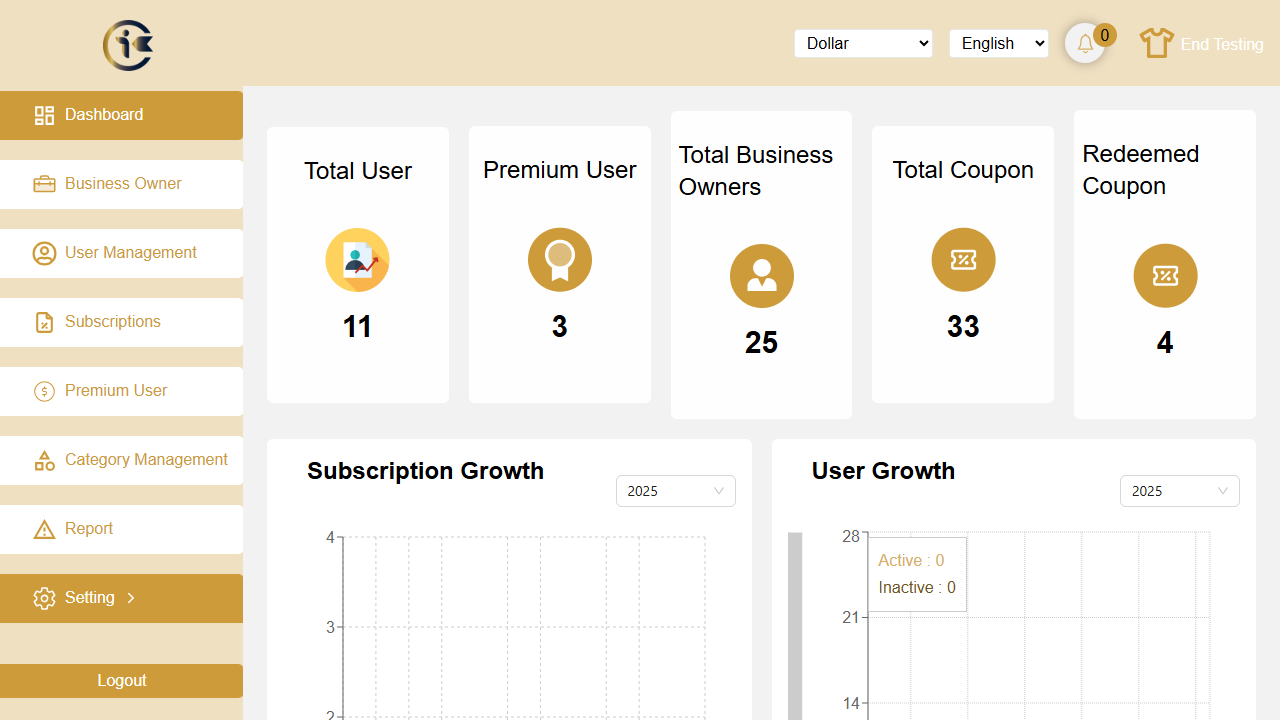 Dollar
English
0
End Testing
Dashboard
Business Owner
User Management
Subscriptions
Premium User
Category Management
Report
Setting
Logout
Total User
11
Premium User
3
Total Business
Owners
25
Total Coupon
33
Redeemed
Coupon
4
Subscription Growth
2025
4
3
2
User Growth
2025
28
21
14
Active : 0
Inactive : 0